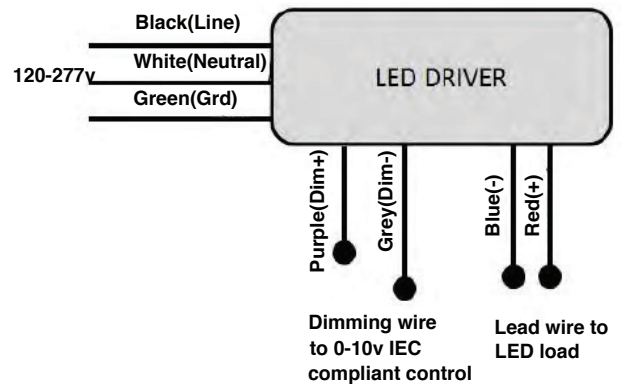 Black(Line)
White(Neutral)
120-277v
Green(Grd)
LED DRIVER
Purple(Dim+)
Grey(Dim-)
Blue(-)
Red(+)
Dimming wire
to 0-10v IEC
compliant control
Lead wire to
LED load